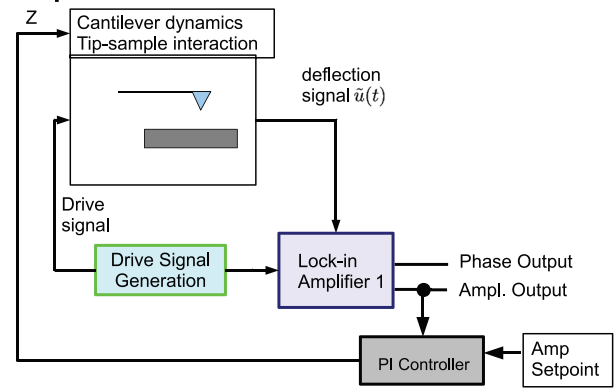 Z
Cantilever dynamics
Tip-sample interaction
deflection
signal ũ(t)
Drive
signal
Drive Signal
Generation
Lock-in
Amplifier 1
Phase Output
Ampl. Output
PI Controller
Amp
Setpoint